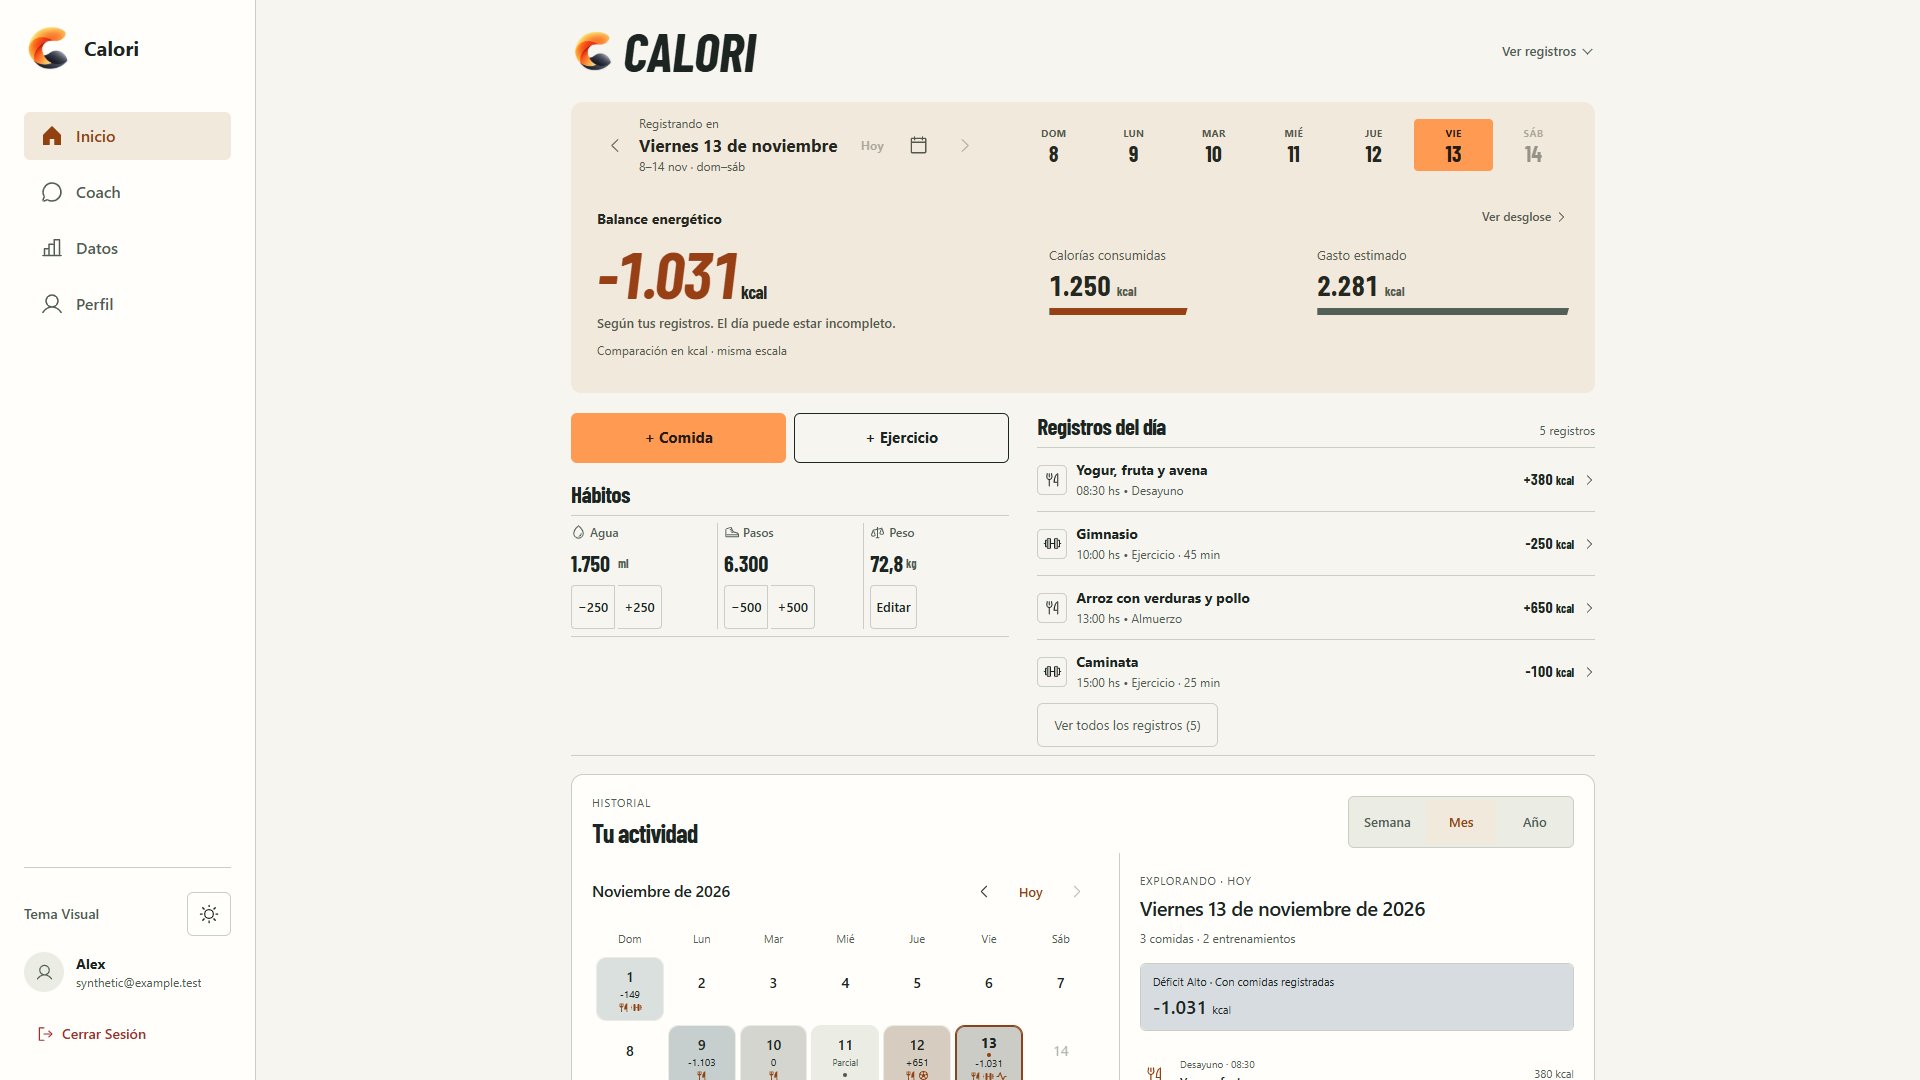 Calori
Inicio
Coach
Datos
Perfil
Tema Visual
Alex
synthetic@example.test
Cerrar Sesión
CALORI
Ver registros
Registrando en
Viernes 13 de noviembre
Hoy
8–14 nov · dom–sáb
DOM
8
LUN
9
MAR
10
MIÉ
11
JUE
12
VIE
13
SÁB
14
Balance energético
Ver desglose
-1.031 kcal
Según tus registros. El día puede estar incompleto.
Comparación en kcal · misma escala
Calorías consumidas
1.250 kcal
Gasto estimado
2.281 kcal
+ Comida
+ Ejercicio
Hábitos
Agua
1.750 ml
−250
+250
Pasos
6.300
−500
+500
Peso
72,8 kg
Editar
Registros del día
5 registros
Yogur, fruta y avena
08:30 hs • Desayuno
+380 kcal
Gimnasio
10:00 hs • Ejercicio · 45 min
-250 kcal
Arroz con verduras y pollo
13:00 hs • Almuerzo
+650 kcal
Caminata
15:00 hs • Ejercicio · 25 min
-100 kcal
Ver todos los registros (5)
HISTORIAL
Tu actividad
Semana
Mes
Año
Noviembre de 2026
Hoy
Dom Lun Mar Mié Jue Vie Sáb
1
-149
2
3
4
5
6
7
8
9
-1.103
10
0
11
Parcial
12
+651
13
-1.031
14
EXPLORANDO · HOY
Viernes 13 de noviembre de 2026
3 comidas · 2 entrenamientos
Déficit Alto · Con comidas registradas
-1.031 kcal
Desayuno · 08:30
380 kcal